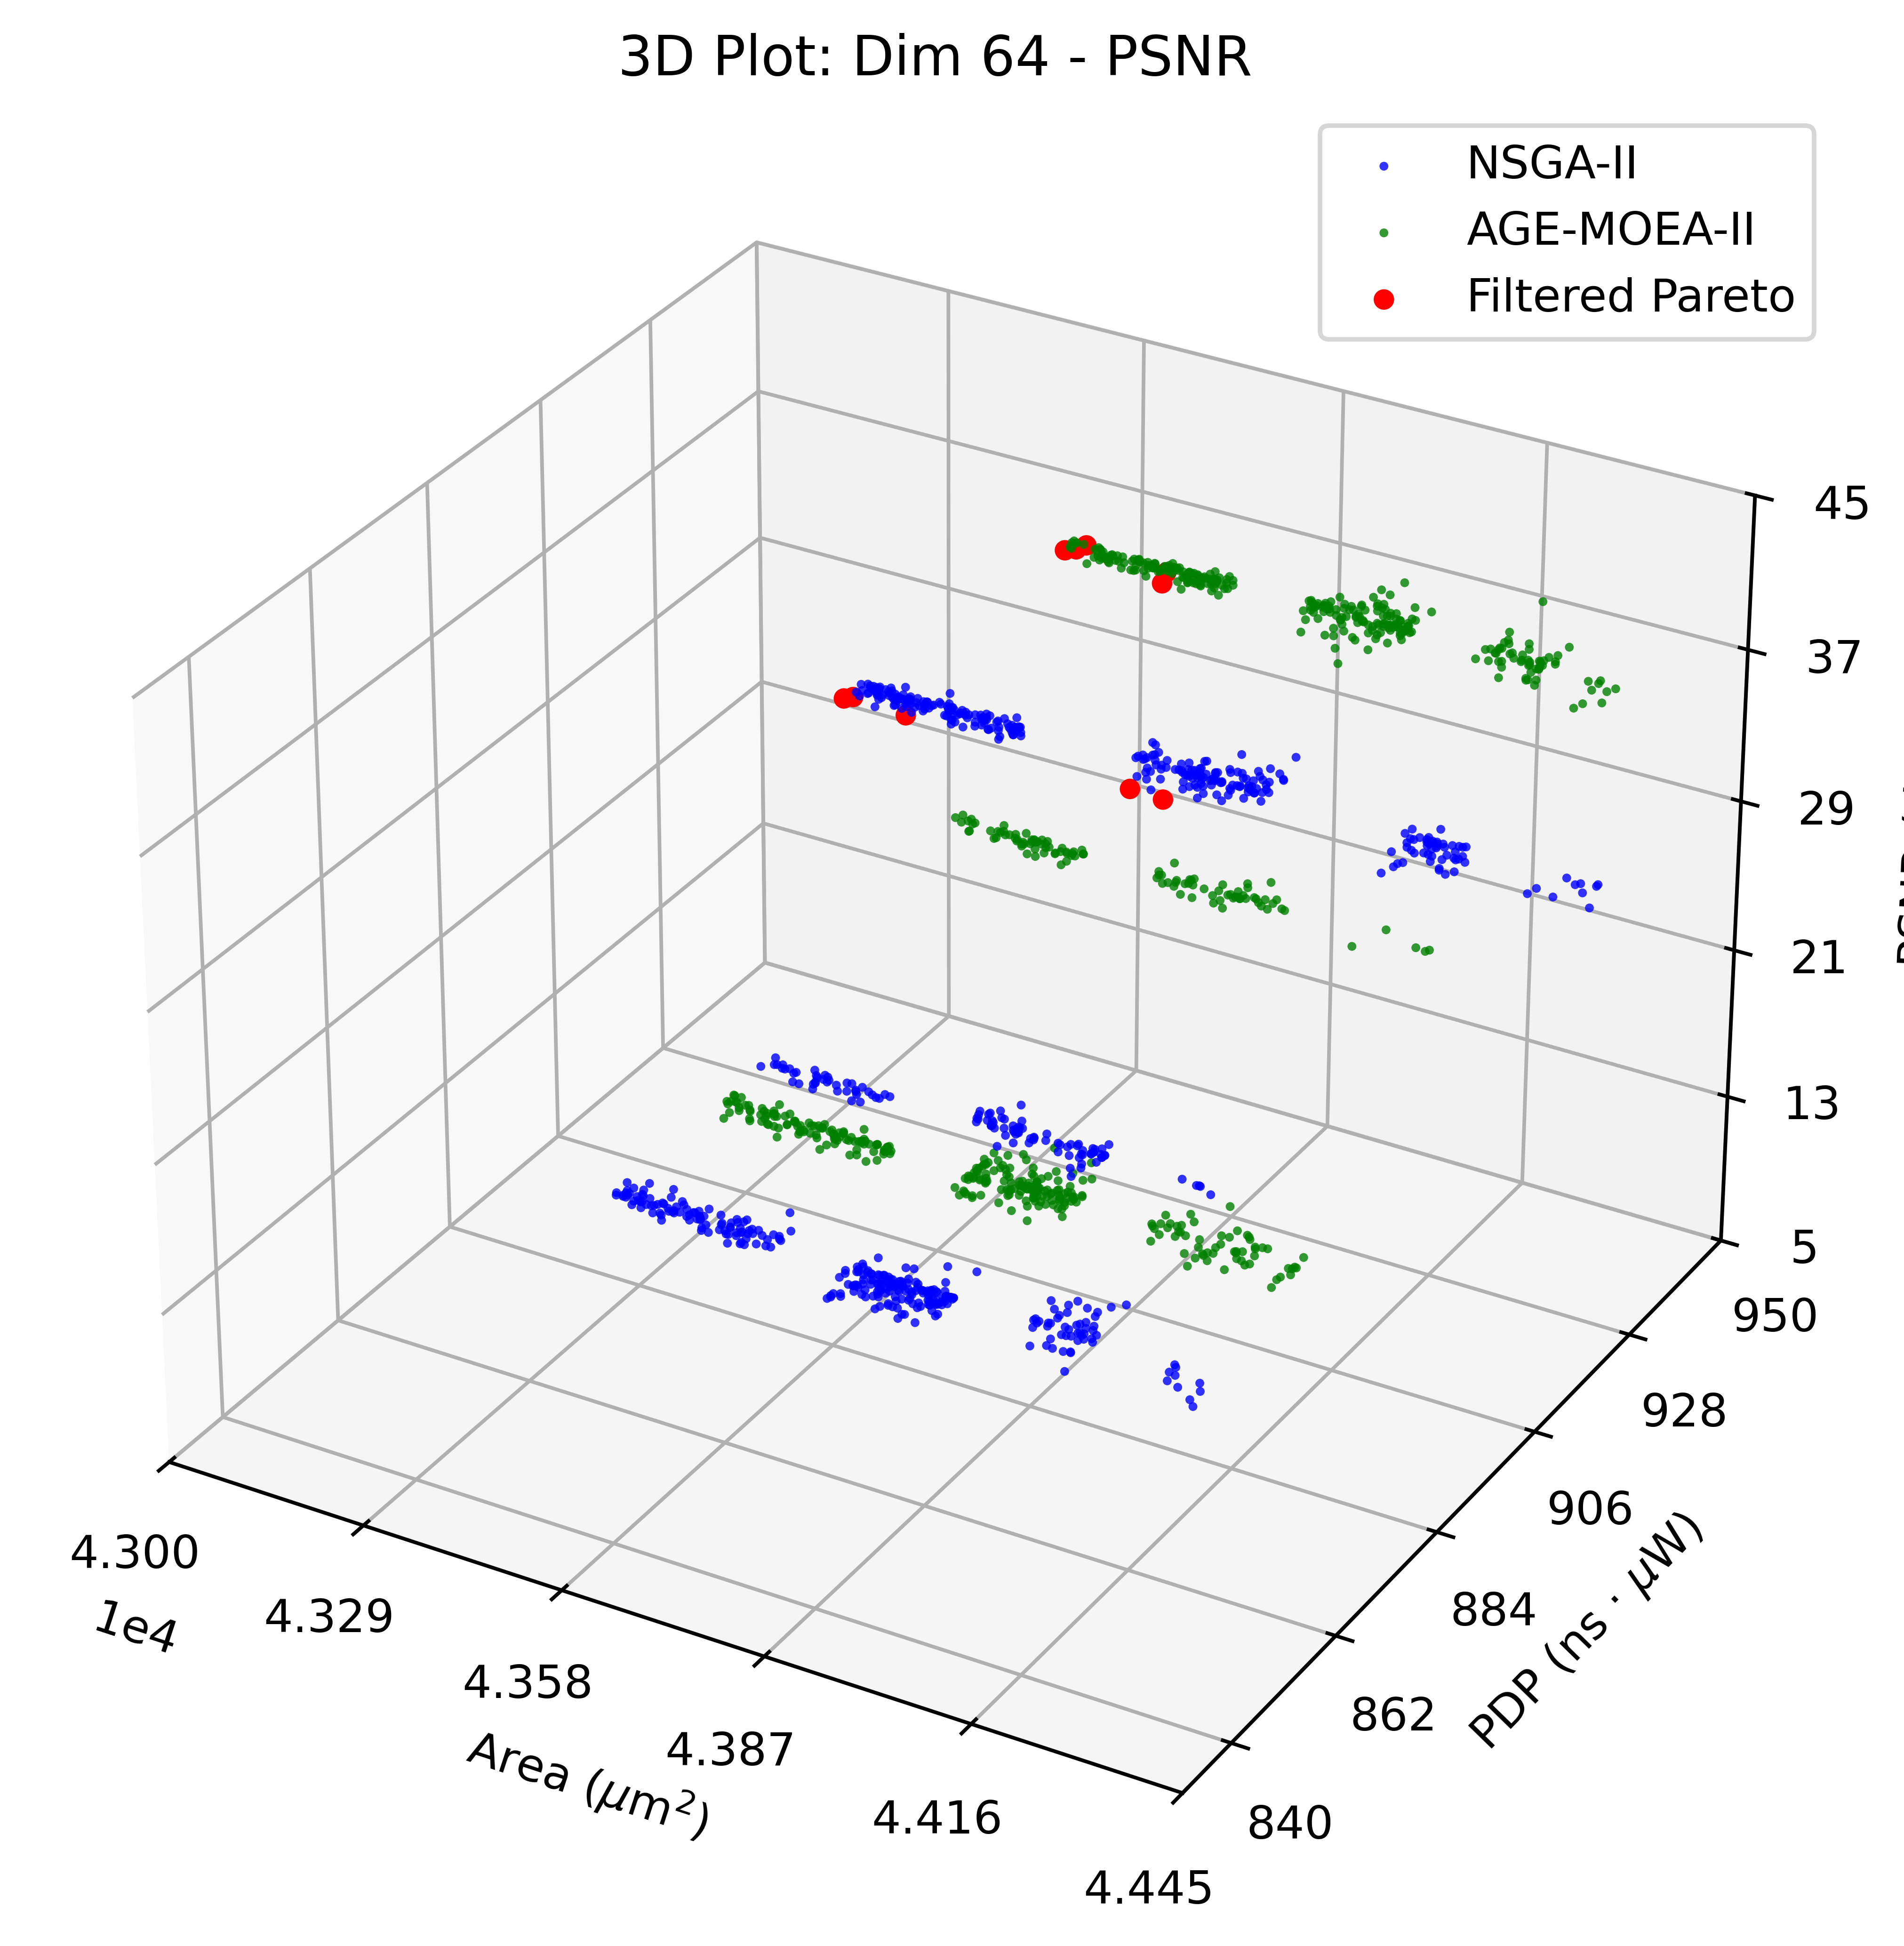 3D Plot: Dim 64 - PSNR
NSGA-II
AGE-MOEA-II
Filtered Pareto
45
37
29
21
13
5
950
928
906
884
862
840
PDP (ns · μW)
4.300
4.329
4.358
4.387
4.416
4.445
1e4
Area (μm²)